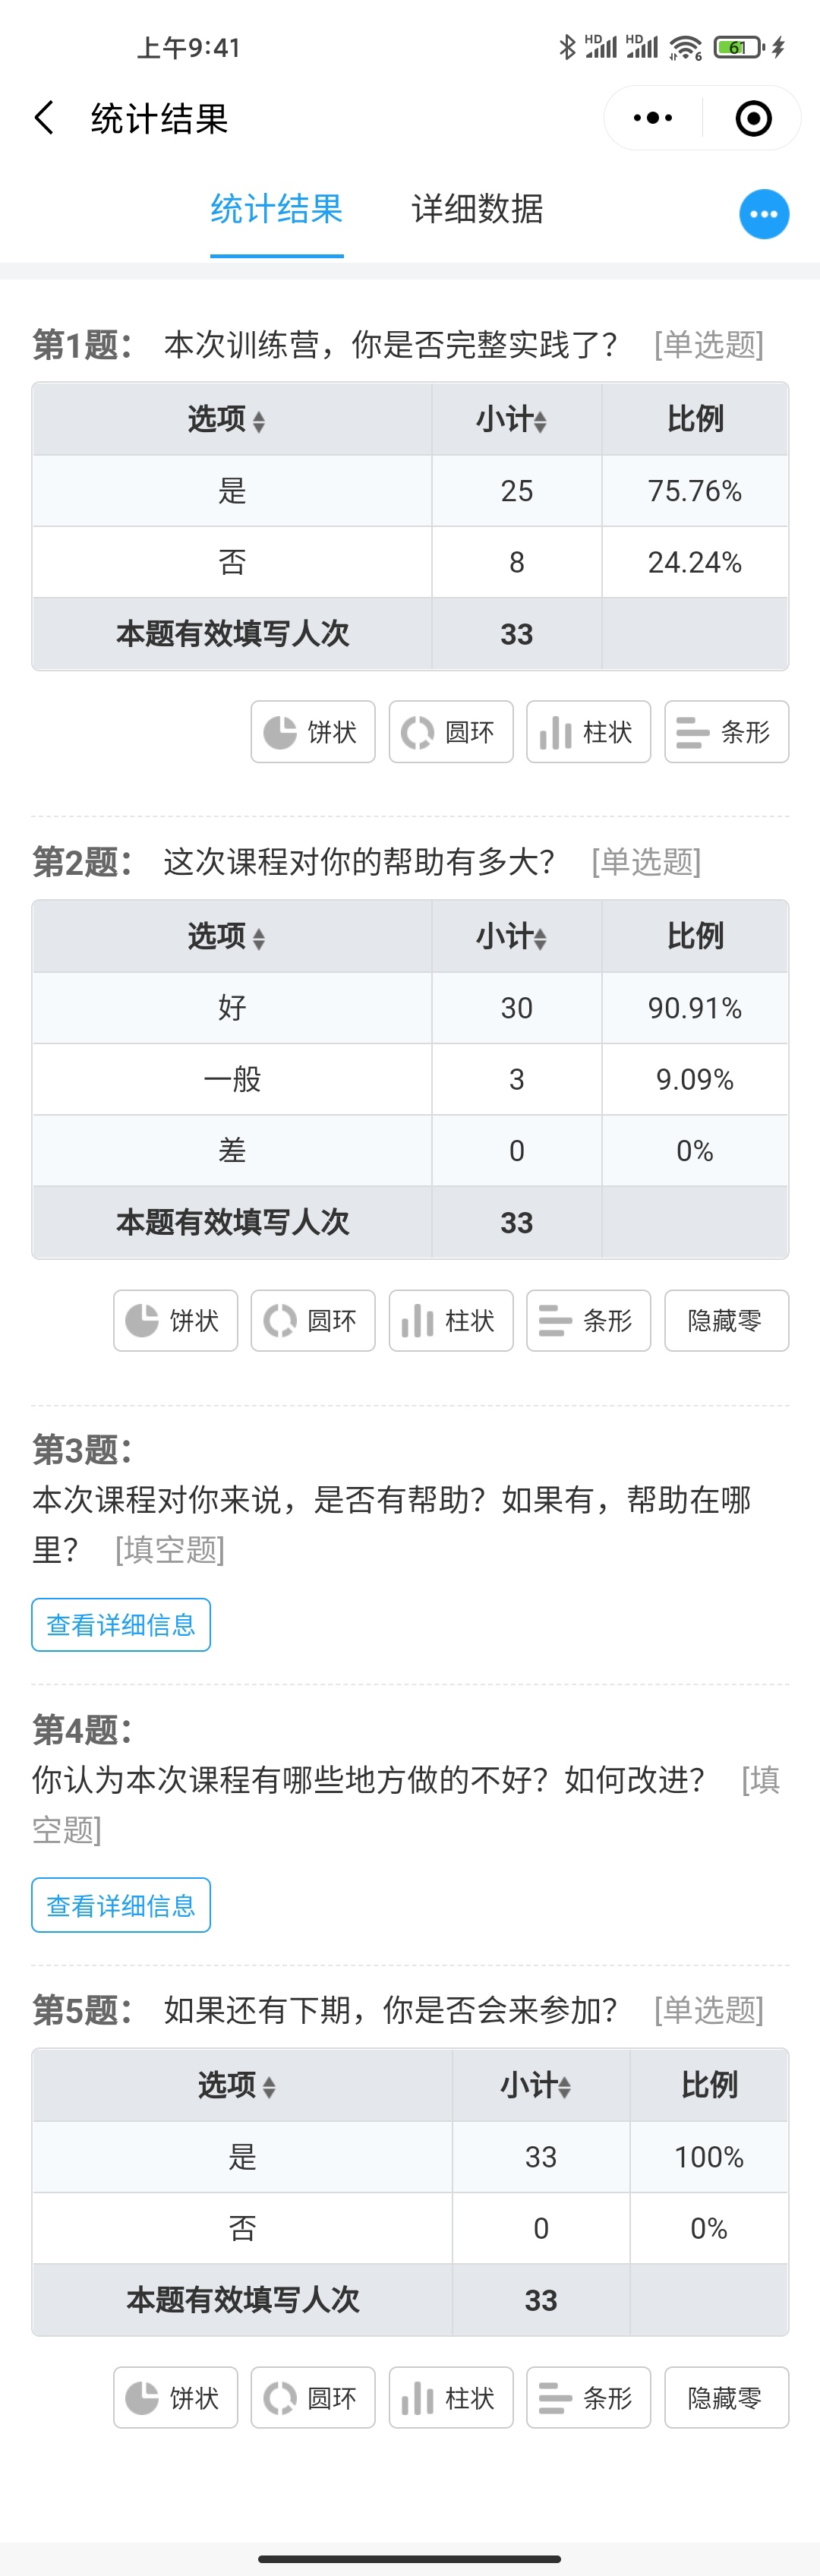 上午9:41
HD HD 6 61
统计结果
统计结果 详细数据
第1题： 本次训练营，你是否完整实践了？ [单选题]
选项 小计 比例
是 25 75.76%
否 8 24.24%
本题有效填写人次 33
饼状 圆环 柱状 条形
第2题： 这次课程对你的帮助有多大？ [单选题]
选项 小计 比例
好 30 90.91%
一般 3 9.09%
差 0 0%
本题有效填写人次 33
饼状 圆环 柱状 条形 隐藏零
第3题：
本次课程对你来说，是否有帮助？如果有，帮助在哪
里？ [填空题]
查看详细信息
第4题：
你认为本次课程有哪些地方做的不好？如何改进？ [填
空题]
查看详细信息
第5题： 如果还有下期，你是否会来参加？ [单选题]
选项 小计 比例
是 33 100%
否 0 0%
本题有效填写人次 33
饼状 圆环 柱状 条形 隐藏零